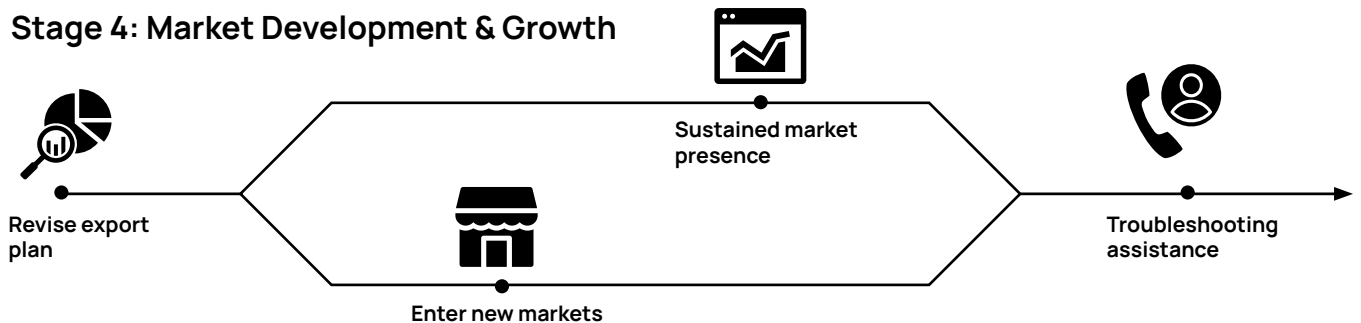 Stage 4: Market Development & Growth
Sustained market
presence
Revise export
plan
Troubleshooting
assistance
Enter new markets